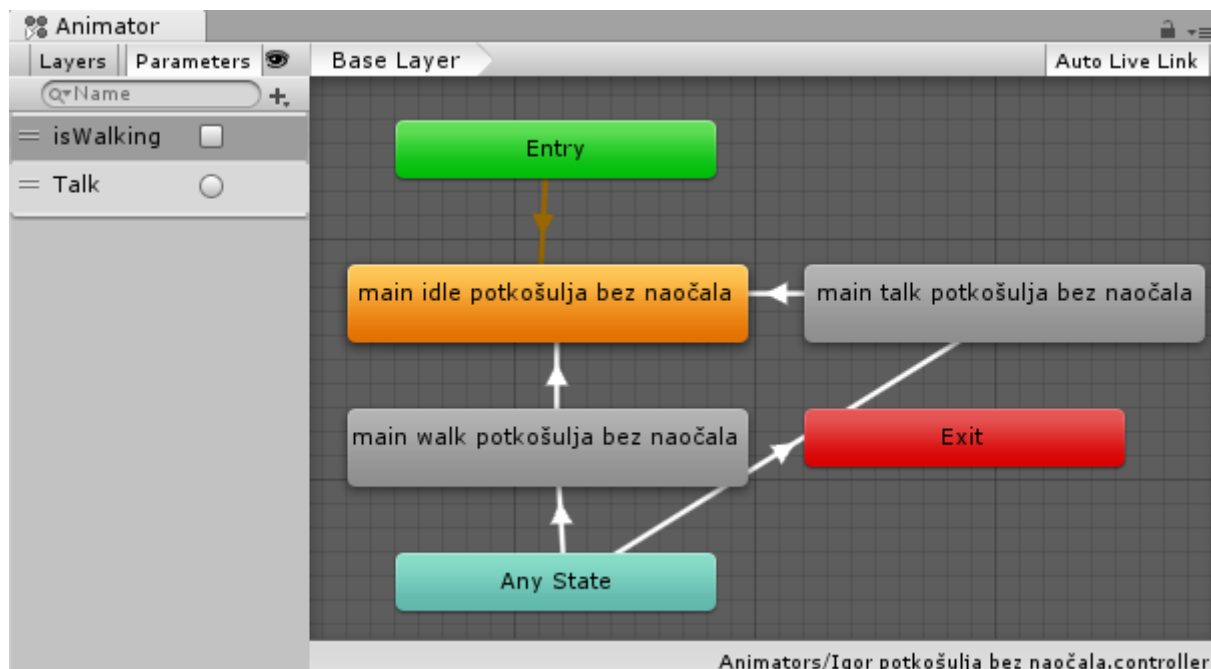 Animator
Layers Parameters
Name
isWalking
Talk
Base Layer
Auto Live Link
Entry
main idle potkošulja bez naočala
main talk potkošulja bez naočala
main walk potkošulja bez naočala
Exit
Any State
Animators/Igor potkošulja bez naočala.controller